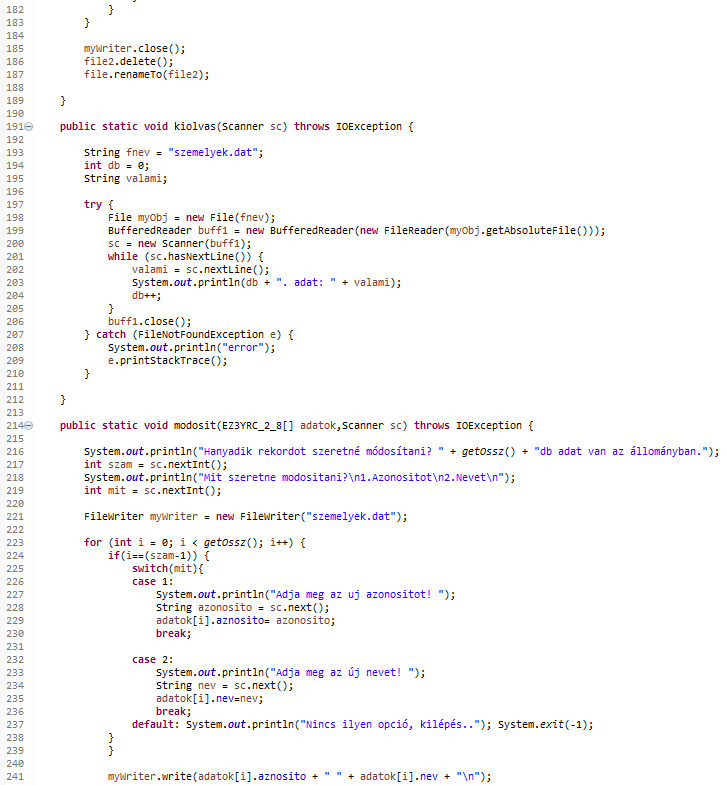 182 }
183 }
184
185 myWriter.close();
186 file2.delete();
187 file.renameTo(file2);
188
189 }
190
191 public static void kiolvas(Scanner sc) throws IOException {
192
193 String fnev = "szemelyek.dat";
194 int db = 0;
195 String valami;
196
197 try {
198 File myObj = new File(fnev);
199 BufferedReader buff1 = new BufferedReader(new FileReader(myObj.getAbsoluteFile()));
200 sc = new Scanner(buff1);
201 while (sc.hasNextLine()) {
202 valami = sc.nextLine();
203 System.out.println(db + ". adat: " + valami);
204 db++;
205 }
206 buff1.close();
207 } catch (FileNotFoundException e) {
208 System.out.println("error");
209 e.printStackTrace();
210 }
211
212 }
213
214 public static void modosit(EZ3YRC_2_8[] adatok,Scanner sc) throws IOException {
215
216 System.out.println("Hanyadik rekordot szeretné módosítani? " + getOssz() + "db adat van az állományban.");
217 int szam = sc.nextInt();
218 System.out.println("Mit szeretne modositani?\n1.Azonositot\n2.Nevet\n");
219 int mit = sc.nextInt();
220
221 FileWriter myWriter = new FileWriter("szemelyek.dat");
222
223 for (int i = 0; i < getOssz(); i++) {
224 if(i==(szam-1)) {
225 switch(mit){
226 case 1:
227 System.out.println("Adja meg az uj azonositot! ");
228 String azonosito = sc.next();
229 adatok[i].aznosito= azonosito;
230 break;
231
232 case 2:
233 System.out.println("Adja meg az új nevet! ");
234 String nev = sc.next();
235 adatok[i].nev=nev;
236 break;
237 default: System.out.println("Nincs ilyen opció, kilépés.."); System.exit(-1);
238 }
239 }
240
241 myWriter.write(adatok[i].aznosito + " " + adatok[i].nev + "\n");